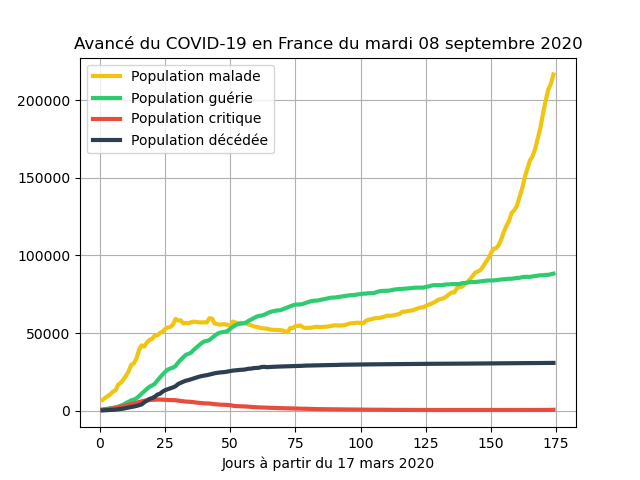 Avancé du COVID-19 en France du mardi 08 septembre 2020
Population malade
Population guérie
Population critique
Population décédée
200000
150000
100000
50000
0
0 25 50 75 100 125 150 175
Jours à partir du 17 mars 2020